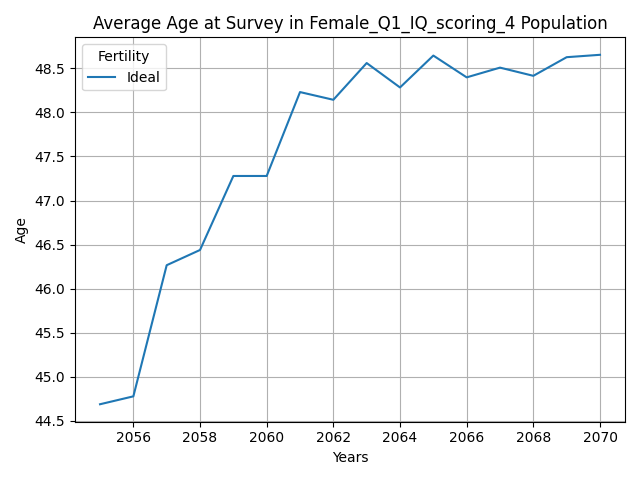 Average Age at Survey in Female_Q1_IQ_scoring_4 Population
Fertility
Ideal
48.5
48.0
47.5
47.0
46.5
46.0
45.5
45.0
44.5
Age
2056 2058 2060 2062 2064 2066 2068 2070
Years